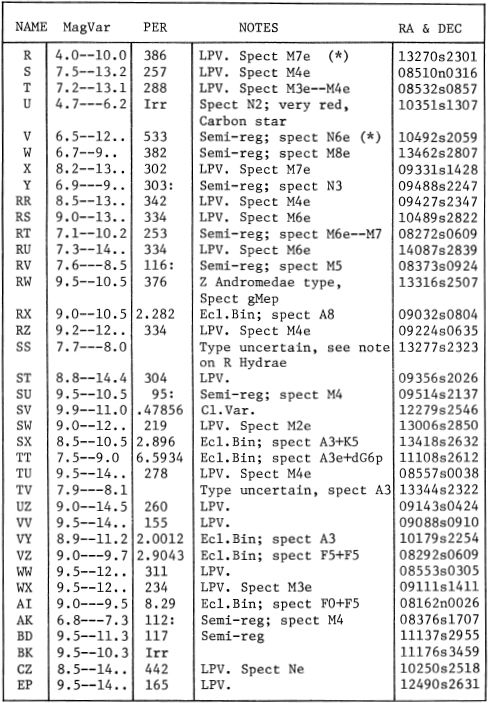 NAME MagVar PER NOTES RA & DEC
R 4.0--10.0 386 LPV. Spect M7e (*) 13270s2301
S 7.5--13.2 257 LPV. Spect M4e 08510n0316
T 7.2--13.1 288 LPV. Spect M3e--M4e 08532s0857
U 4.7---6.2 Irr Spect N2; very red, 10351s1307
Carbon star
V 6.5--12.. 533 Semi-reg; spect N6e (*) 10492s2059
W 6.7--9.. 382 Semi-reg; spect M8e 13462s2807
X 8.2--13.. 302 LPV. Spect M7e 09331s1428
Y 6.9---9.. 303: Semi-reg; spect N3 09488s2247
RR 8.5--13.. 342 LPV. Spect M4e 09427s2347
RS 9.0--13.. 334 LPV. Spect M6e 10489s2822
RT 7.1--10.2 253 Semi-reg; spect M6e--M7 08272s0609
RU 7.3--14.. 334 LPV. Spect M6e 14087s2839
RV 7.6---8.5 116: Semi-reg; spect M5 08373s0924
RW 9.5--10.5 376 Z Andromedae type, 13316s2507
Spect gMep
RX 9.0--10.5 2.282 Ecl.Bin; spect A8 09032s0804
RZ 9.2--12.. 334 LPV. Spect M4e 09224s0635
SS 7.7---8.0 Type uncertain, see note 13277s2323
on R Hydrae
ST 8.8--14.4 304 LPV. 09356s2026
SU 9.5--10.5 95: Semi-reg; spect M4 09514s2137
SV 9.9--11.0 .47856 Cl.Var. 12279s2546
SW 9.0--12.. 219 LPV. Spect M2e 13006s2850
SX 8.5--10.5 2.896 Ecl.Bin; spect A3+K5 13418s2632
TT 7.5--9.0 6.5934 Ecl.Bin; spect A3e+dG6p 11108s2612
TU 9.5--14.. 278 LPV. Spect M4e 08557s0038
TV 7.9---8.1 Type uncertain, spect A3 13344s2322
UZ 9.0--14.5 260 LPV. 09143s0424
VV 9.5--14.. 155 LPV. 09088s0910
VY 8.9--11.2 2.0012 Ecl.Bin; spect A3 10179s2254
VZ 9.0---9.7 2.9043 Ecl.Bin; spect F5+F5 08292s0609
WW 9.5--12.. 311 LPV. 08553s0305
WX 9.5--12.. 234 LPV. Spect M3e 09111s1411
AI 9.0---9.5 8.29 Ecl.Bin; spect F0+F5 08162n0026
AK 6.8---7.3 112: Semi-reg; spect M4 08376s1707
BD 9.5--11.3 117 Semi-reg 11137s2955
BK 9.5--10.3 Irr 11176s3459
CZ 8.5--14.. 442 LPV. Spect Ne 10250s2518
EP 9.5--14.. 165 LPV. 12490s2631